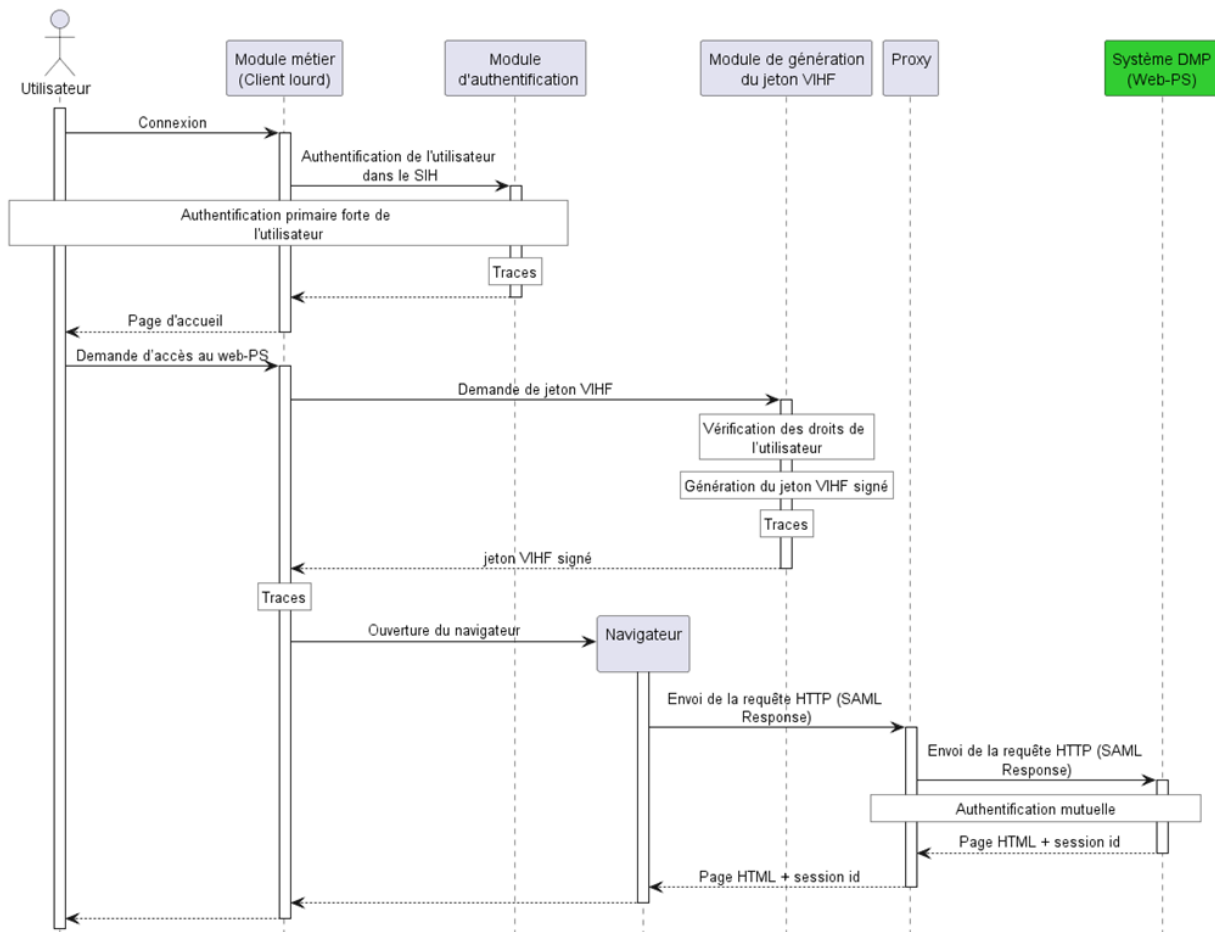 Utilisateur
Module métier
(Client lourd)
Module
d'authentification
Module de génération
du jeton VIHF
Proxy
Système DMP
(Web-PS)
Connexion
Authentification de l'utilisateur
dans le SIH
Authentification primaire forte de
l'utilisateur
Traces
Page d'accueil
Demande d'accès au web-PS
Demande de jeton VIHF
Vérification des droits de
l'utilisateur
Génération du jeton VIHF signé
Traces
jeton VIHF signé
Traces
Ouverture du navigateur
Navigateur
Envoi de la requête HTTP (SAML
Response)
Envoi de la requête HTTP (SAML
Response)
Authentification mutuelle
Page HTML + session id
Page HTML + session id